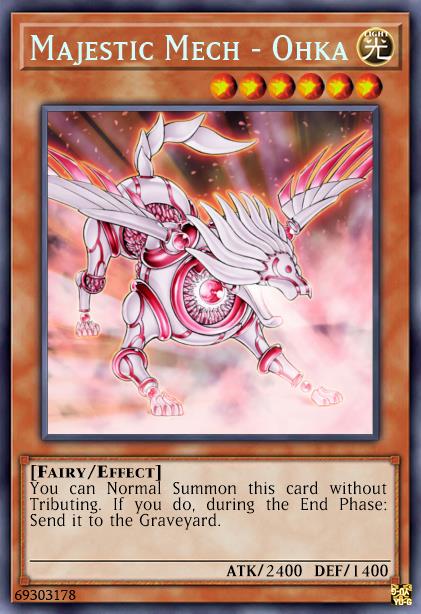 Majestic Mech - Ohka
LIGHT
光
[Fairy/Effect]
You can Normal Summon this card without
Tributing. If you do, during the End Phase:
Send it to the Graveyard.
ATK/2400 DEF/1400
69303178